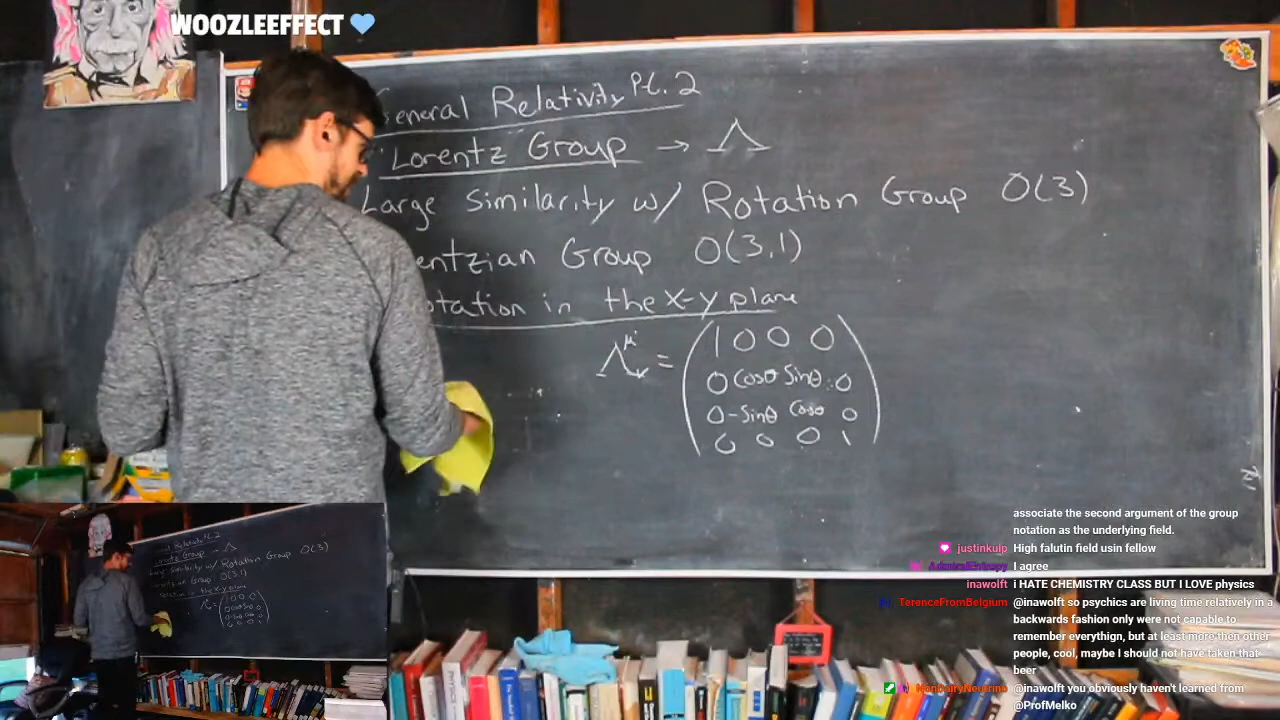 WOOZLEEFFECT
General Relativity Pt. 2
Lorentz Group → Λ
Large Similarity w/ Rotation Group O(3)
entzian Group O(3,1)
otation in the x-y plane
Λ^μ_ν = ( 1 0 0 0
0 cosθ sinθ 0
0 -sinθ cosθ 0
0 0 0 1 )
associate the second argument of the group
notation as the underlying field.
justinkuip High falutin field usin fellow
AdmiralEntropy I agree
inawolft i HATE CHEMISTRY CLASS BUT I LOVE physics
TerenceFromBelgium @inawolft so psychics are living time relatively in a
backwards fashion only were not capable to
remember everythign, but at least more then other
people, cool, maybe I should not have taken that
beer
NonDairyNeutrino @inawolft you obviously haven't learned from
@ProfMelko